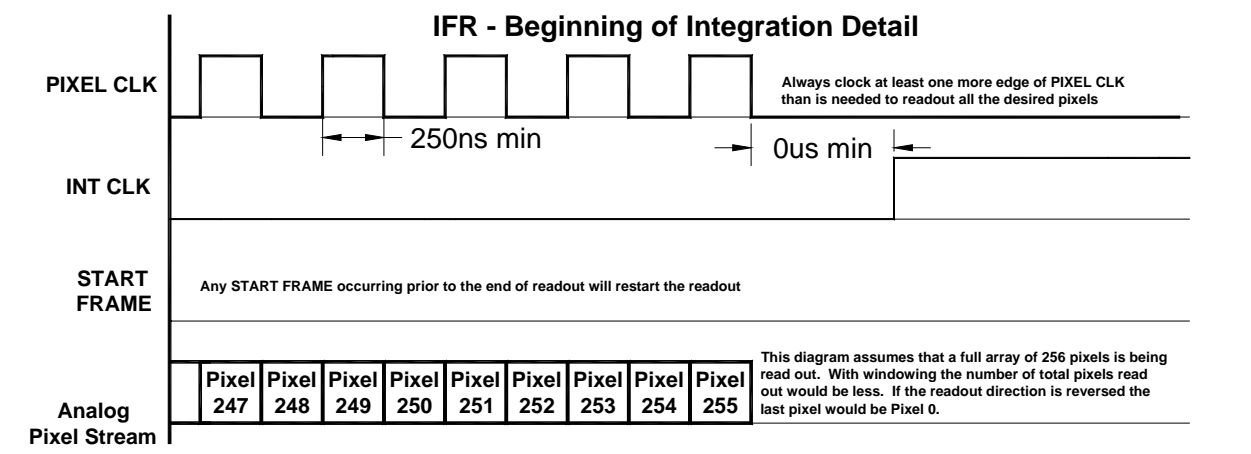 IFR - Beginning of Integration Detail
PIXEL CLK
Always clock at least one more edge of PIXEL CLK
than is needed to readout all the desired pixels
250ns min
0us min
INT CLK
START
FRAME
Any START FRAME occurring prior to the end of readout will restart the readout
Analog
Pixel Stream
Pixel Pixel Pixel Pixel Pixel Pixel Pixel Pixel Pixel
247 248 249 250 251 252 253 254 255
This diagram assumes that a full array of 256 pixels is being
read out. With windowing the number of total pixels read
out would be less. If the readout direction is reversed the
last pixel would be Pixel 0.